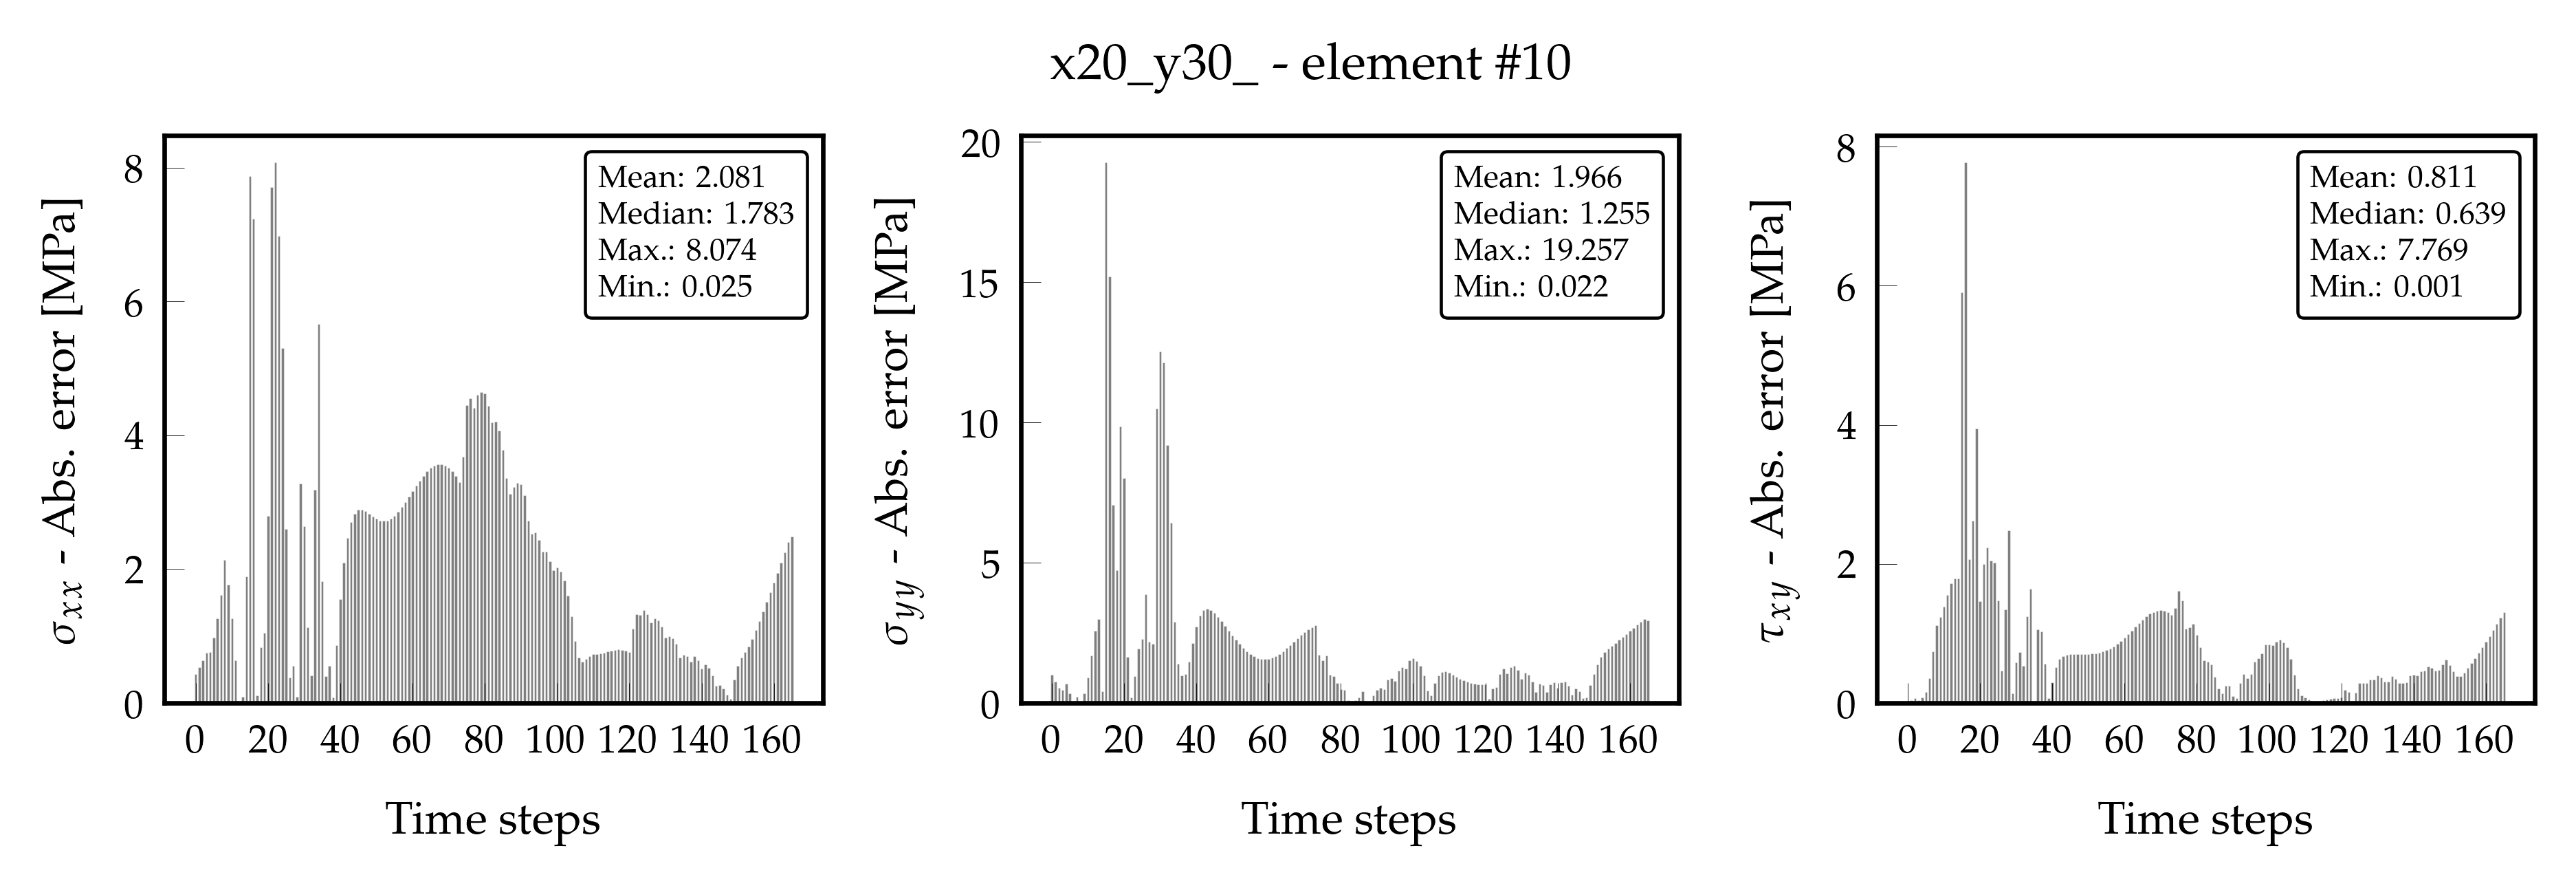 x20_y30_ - element #10
σxx - Abs. error [MPa]
8
6
4
2
0
Mean: 2.081
Median: 1.783
Max.: 8.074
Min.: 0.025
0 20 40 60 80 100 120 140 160
Time steps
σyy - Abs. error [MPa]
20
15
10
5
0
Mean: 1.966
Median: 1.255
Max.: 19.257
Min.: 0.022
0 20 40 60 80 100 120 140 160
Time steps
τxy - Abs. error [MPa]
8
6
4
2
0
Mean: 0.811
Median: 0.639
Max.: 7.769
Min.: 0.001
0 20 40 60 80 100 120 140 160
Time steps